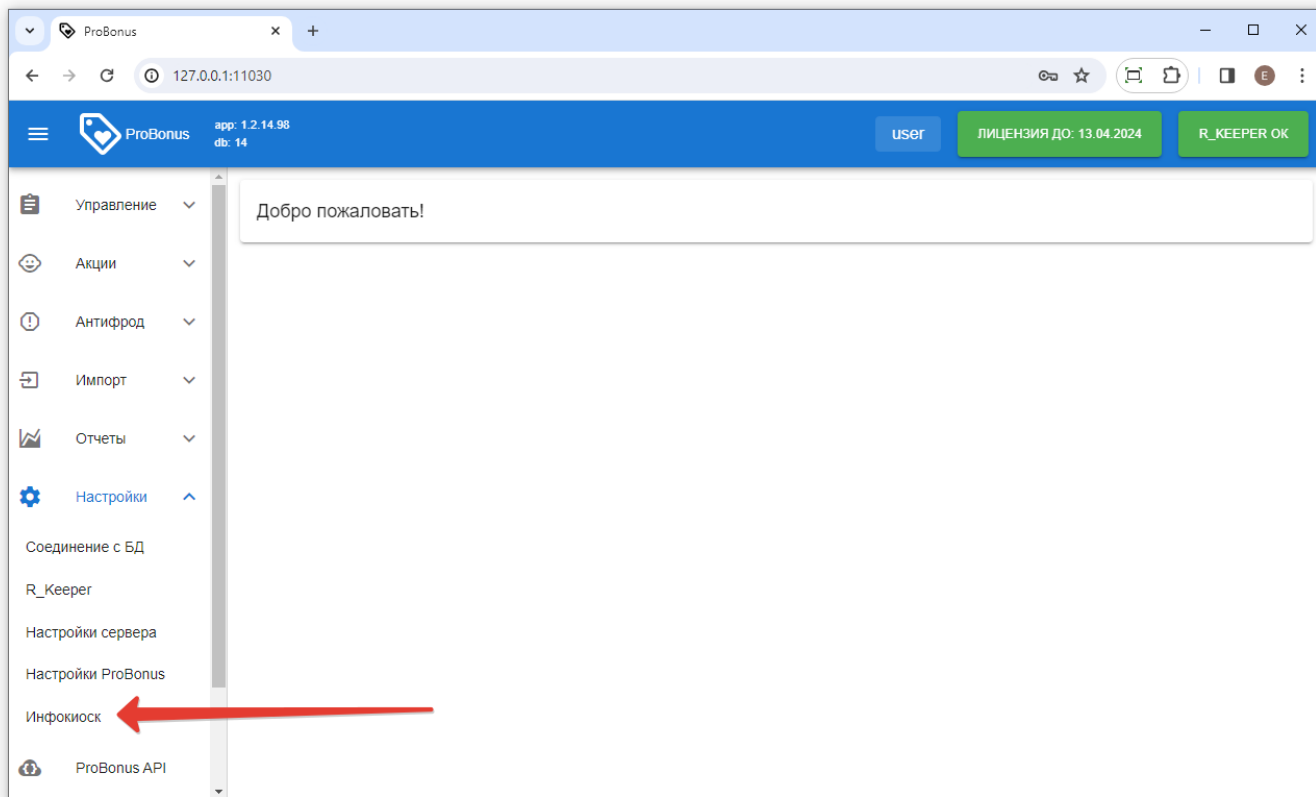 ProBonus
127.0.0.1:11030
E
ProBonus
app: 1.2.14.98
db: 14
user
ЛИЦЕНЗИЯ ДО: 13.04.2024
R_KEEPER OK
Управление
Добро пожаловать!
Акции
Антифрод
Импорт
Отчеты
Настройки
Соединение с БД
R_Keeper
Настройки сервера
Настройки ProBonus
Инфокиоск
ProBonus API